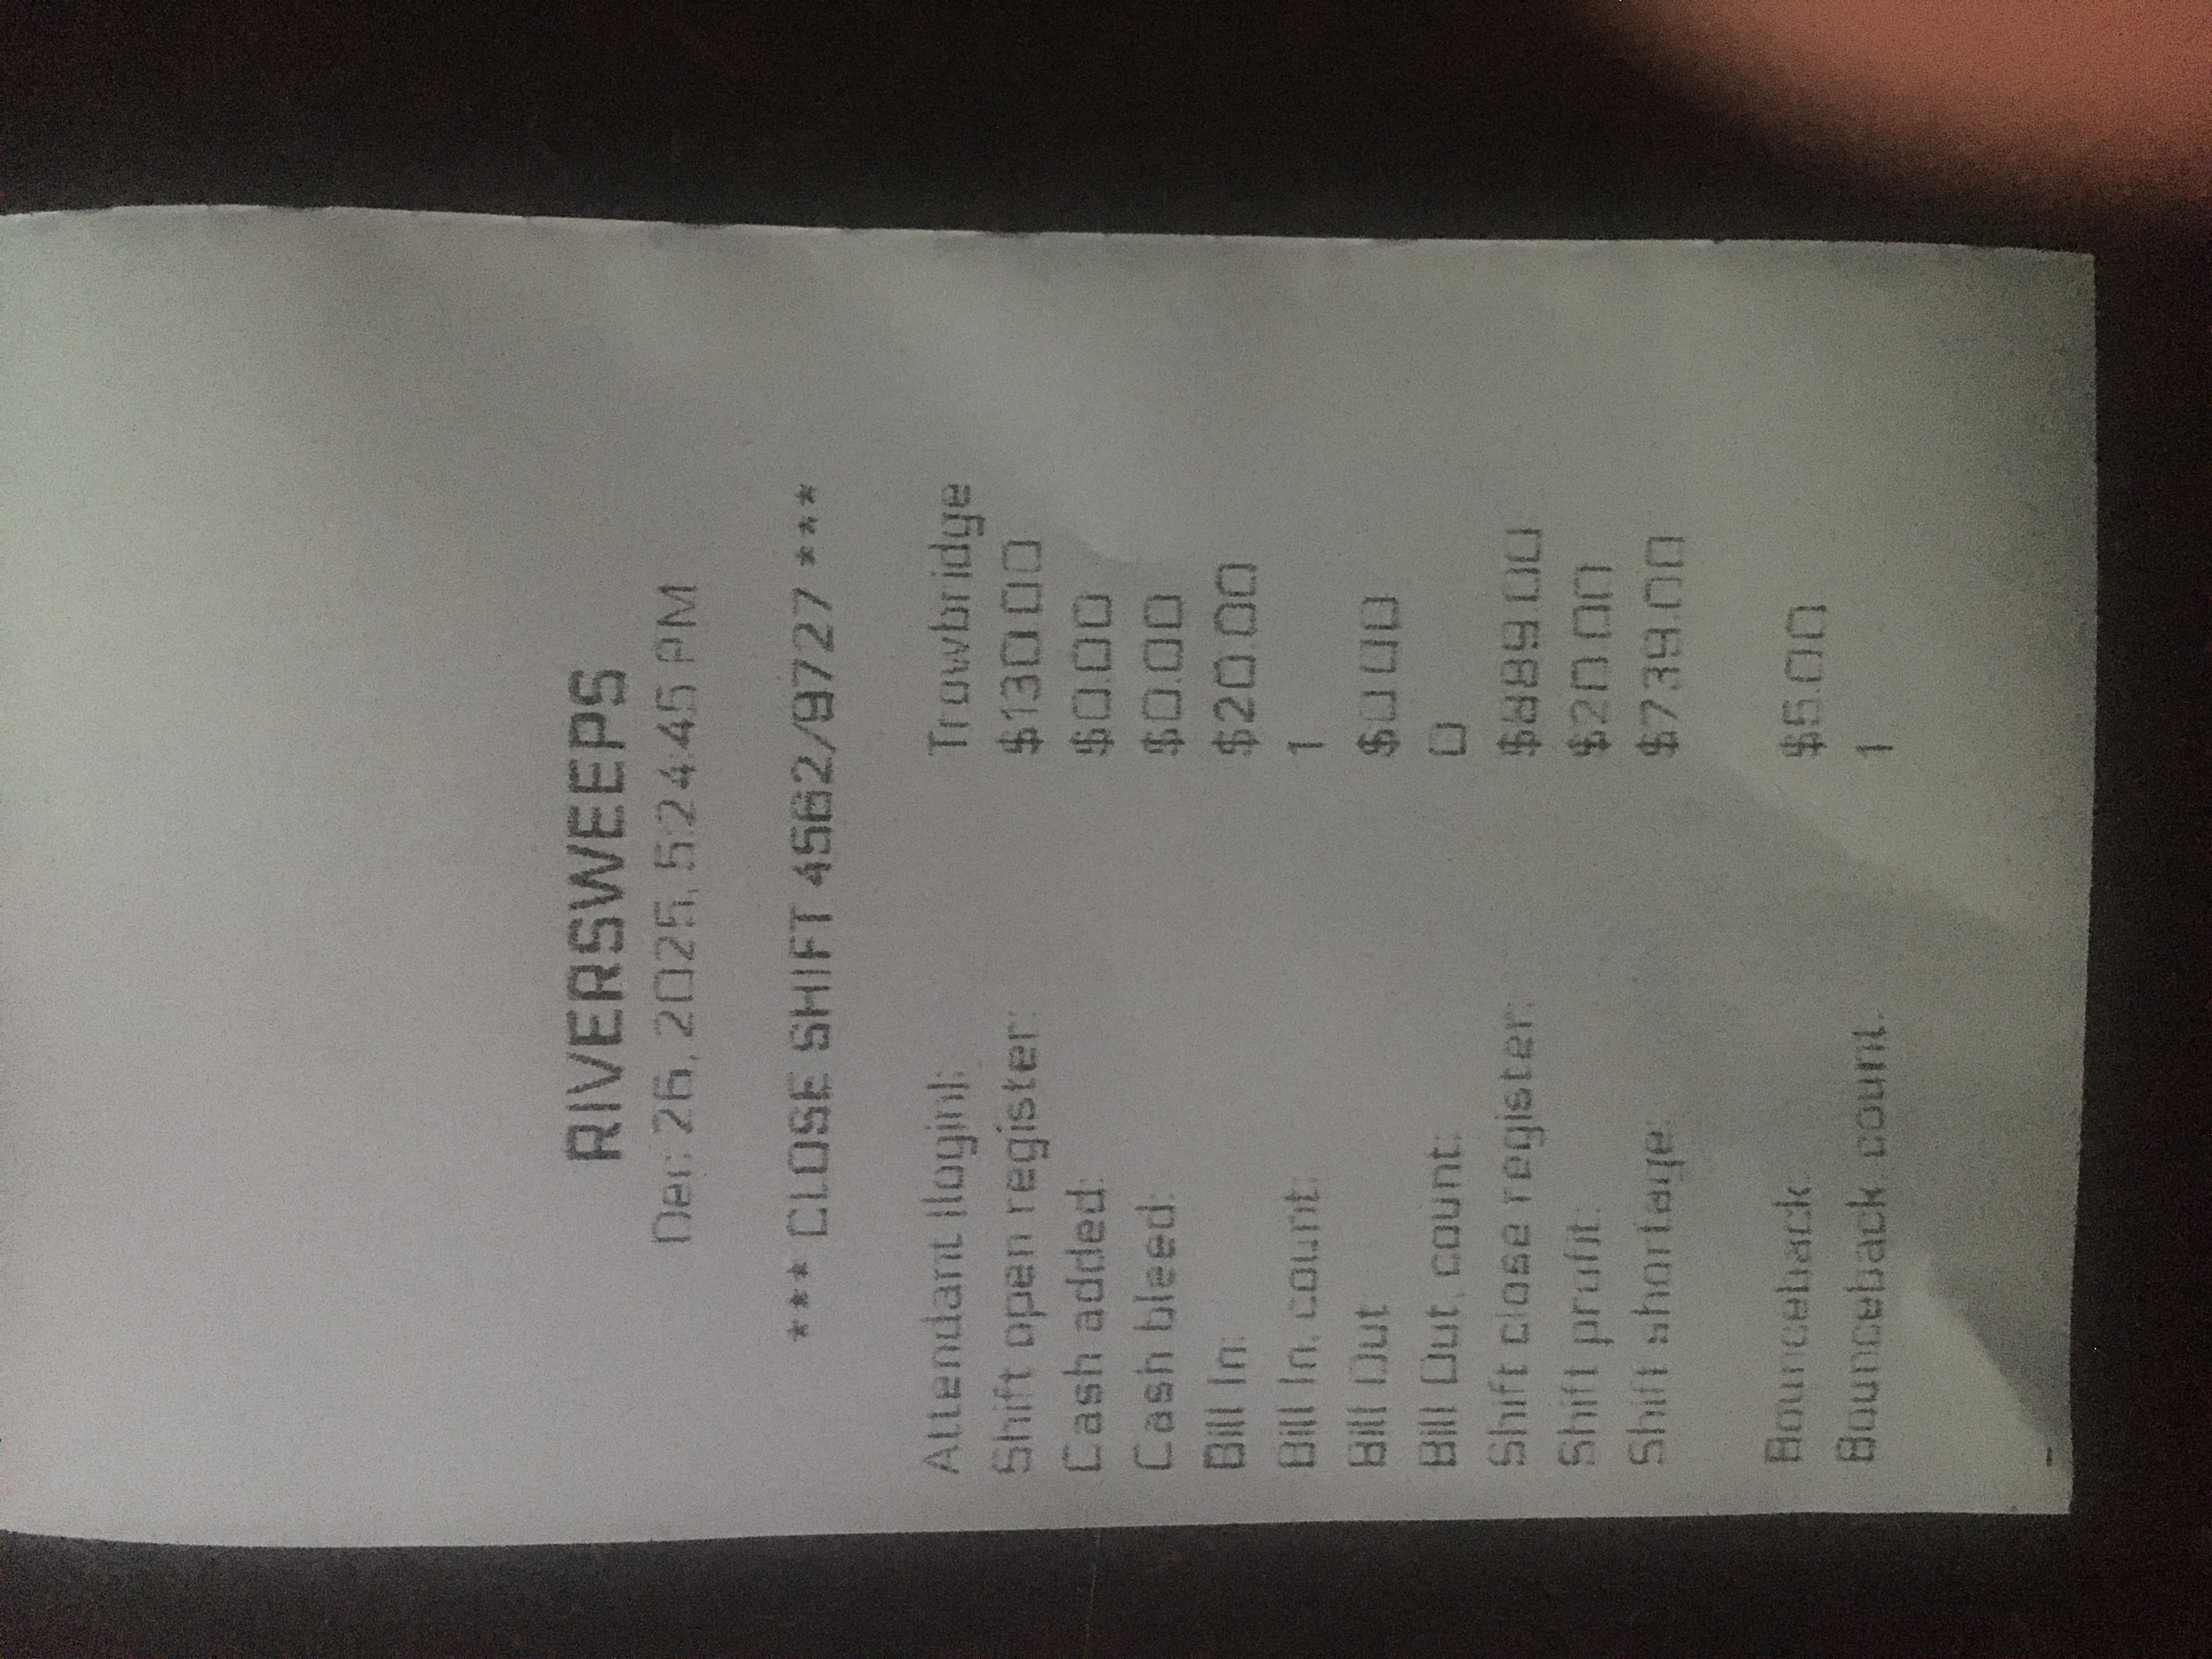 RIVERSWEEPS
Dec 26, 2025, 5:24:45 PM
*** CLOSE SHIFT 4562/9727 ***
Attendant (login): Trowbridge
Shift open register: $130.00
Cash added: $0.00
Cash bleed: $0.00
Bill In: $20.00
Bill In, count: 1
Bill Out $0.00
Bill Out, count: 0
Shift close register: $889.00
Shift profit: $20.00
Shift shortage: $739.00
Bounceback: $5.00
Bounceback, count: 1
-